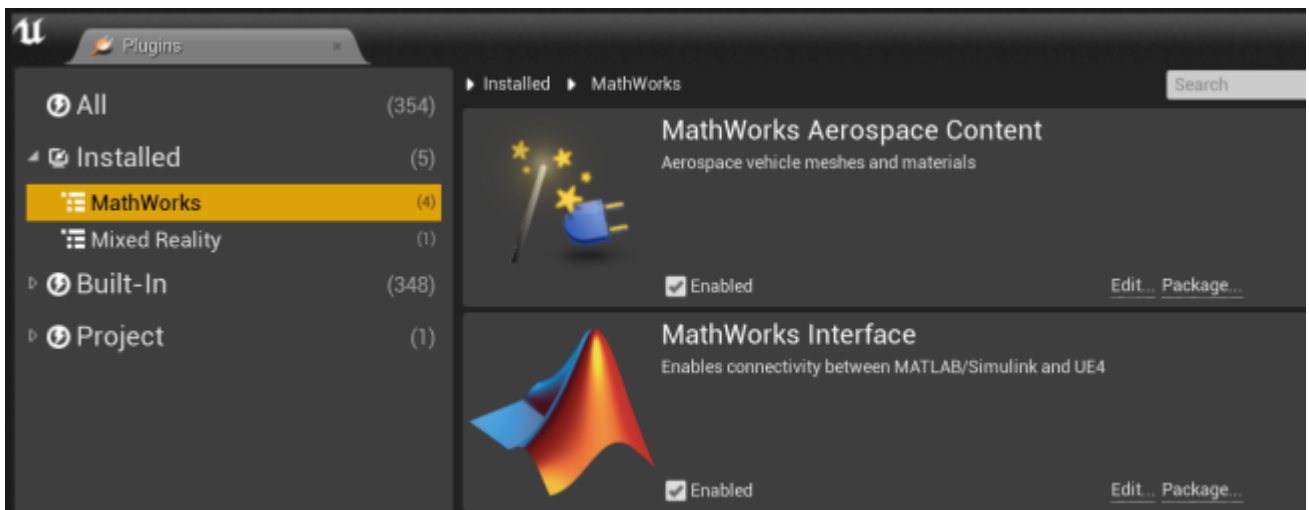 Plugins
All (354)
Installed (5)
MathWorks (4)
Mixed Reality (1)
Built-In (348)
Project (1)
Installed MathWorks
Search
MathWorks Aerospace Content
Aerospace vehicle meshes and materials
Enabled
Edit... Package...
MathWorks Interface
Enables connectivity between MATLAB/Simulink and UE4
Enabled
Edit... Package...